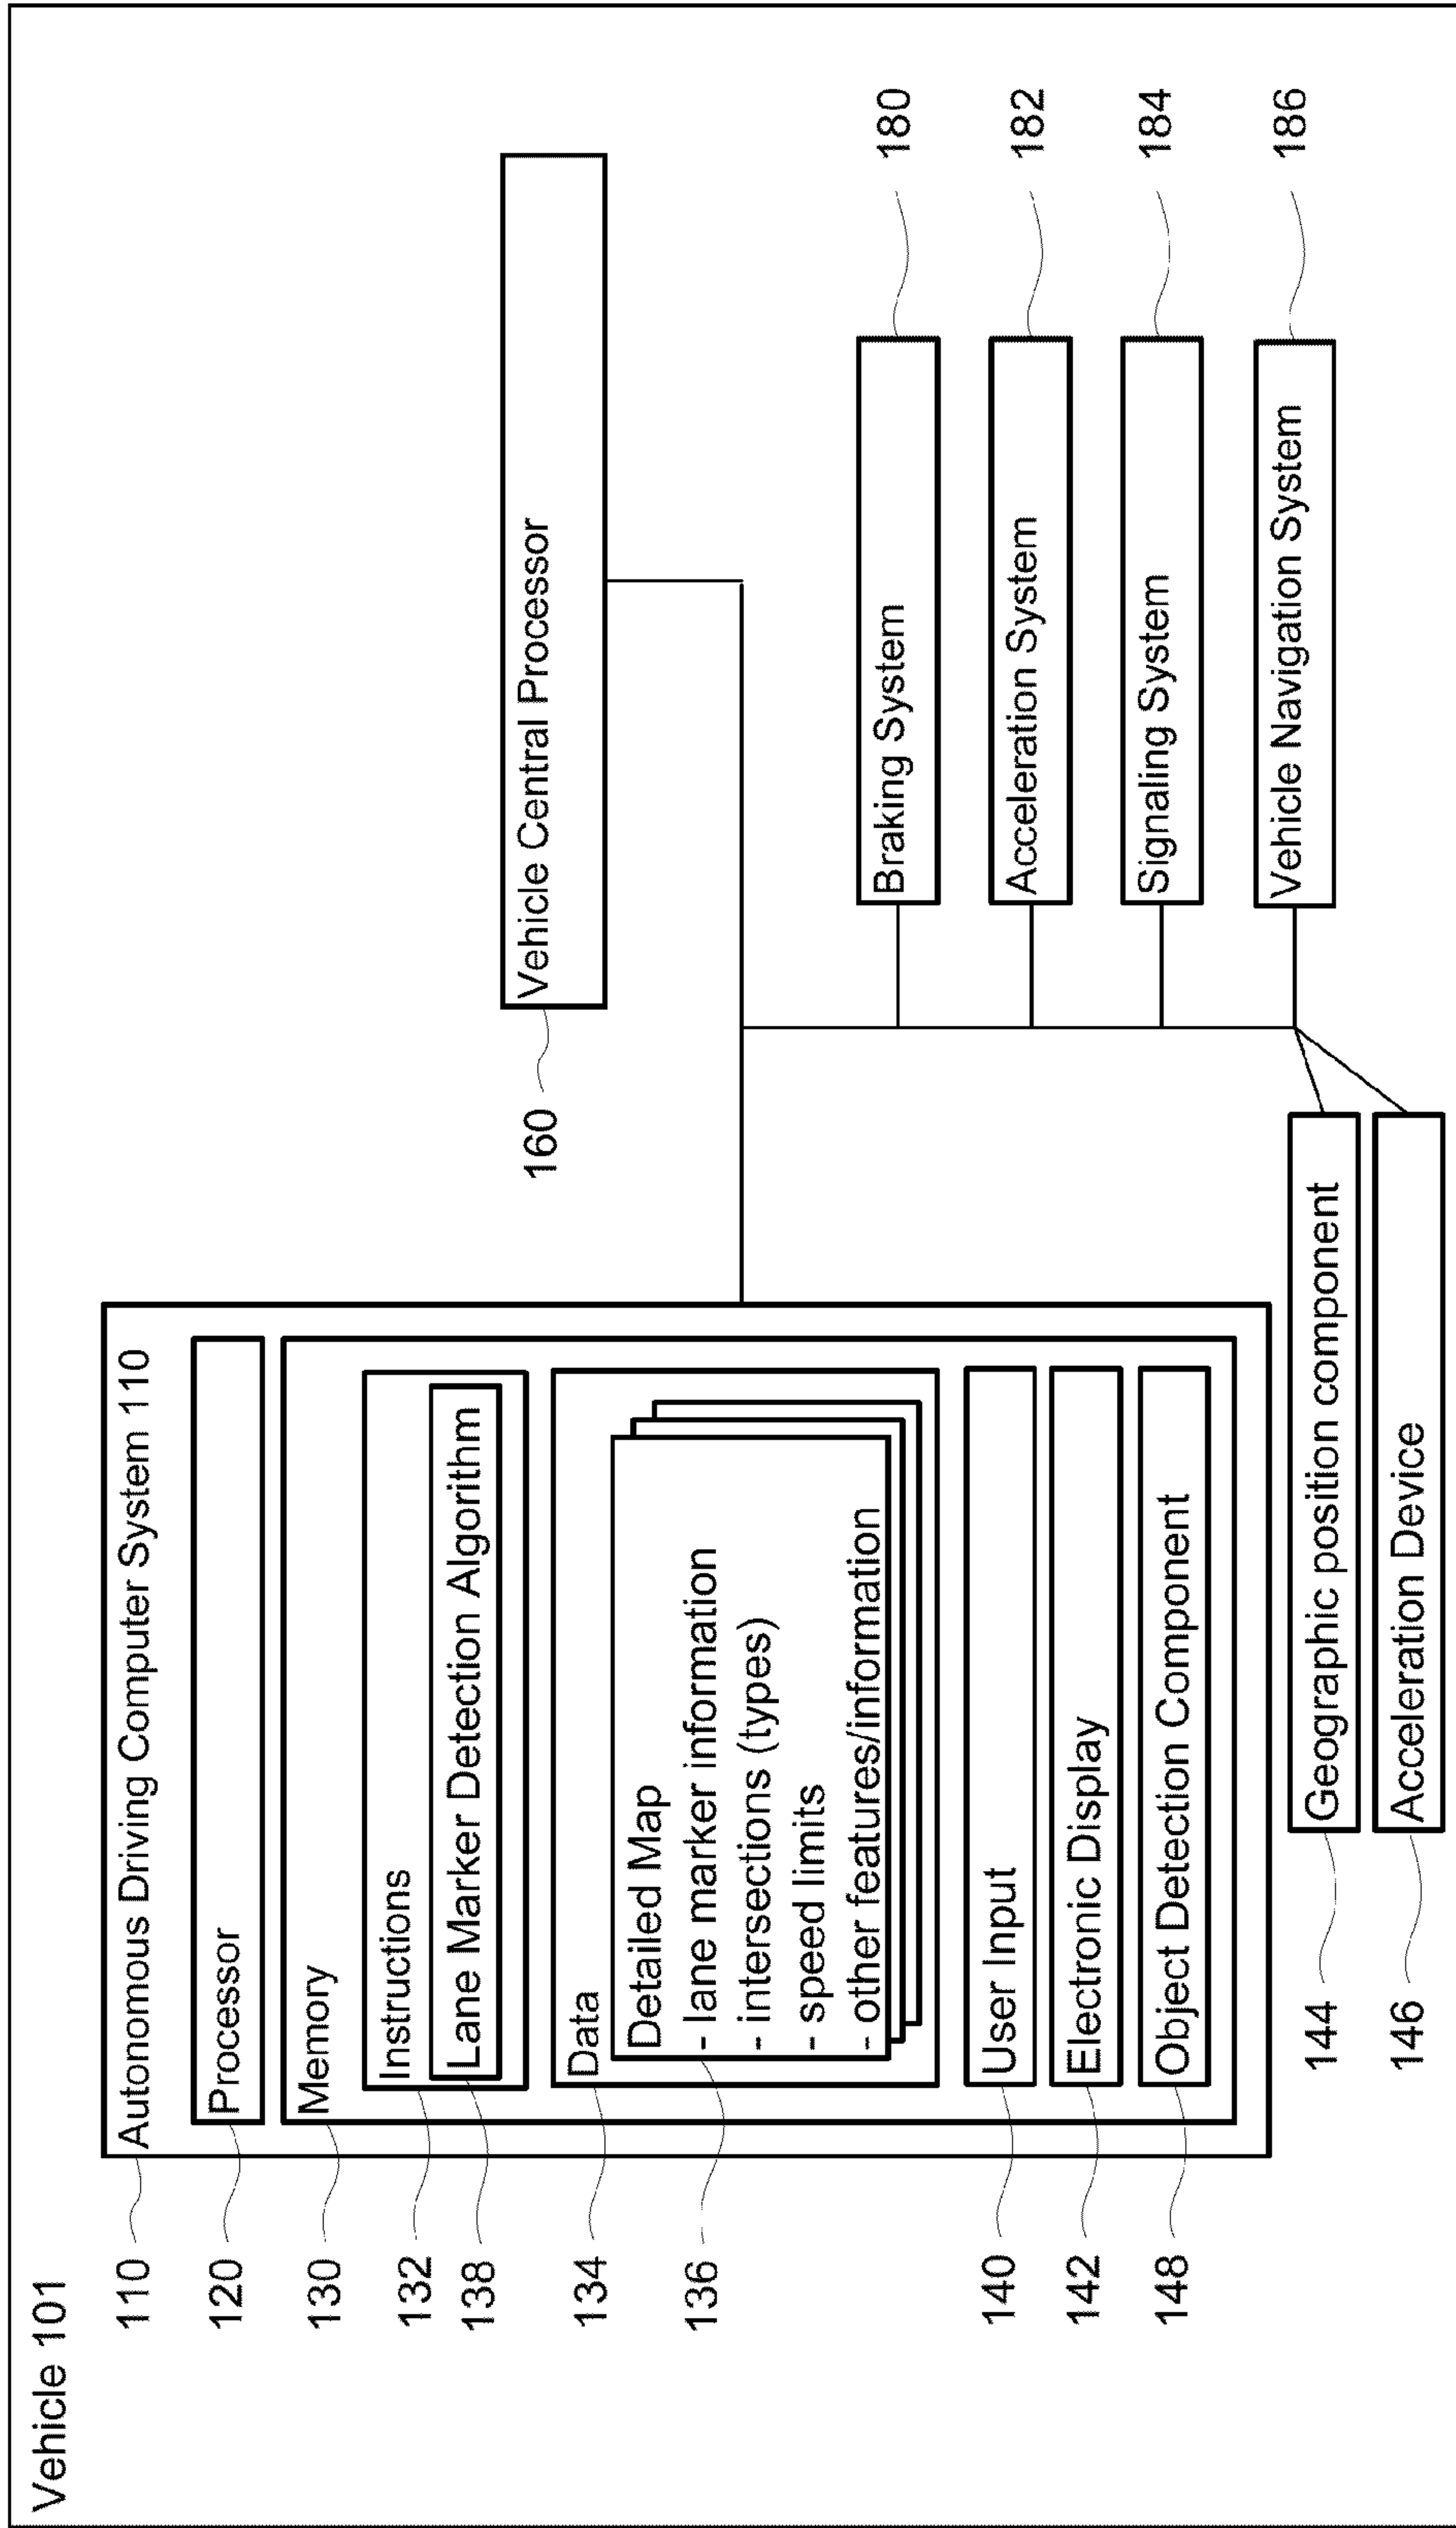 Vehicle 101
Autonomous Driving Computer System 110
110
Processor
120
Memory
130
Instructions
132
Lane Marker Detection Algorithm
138
Data
134
Detailed Map
- lane marker information
- intersections (types)
- speed limits
- other features/information
136
User Input
140
Electronic Display
142
Object Detection Component
148
Geographic position component
144
Acceleration Device
146
Vehicle Central Processor
160
Braking System
180
Acceleration System
182
Signaling System
184
Vehicle Navigation System
186